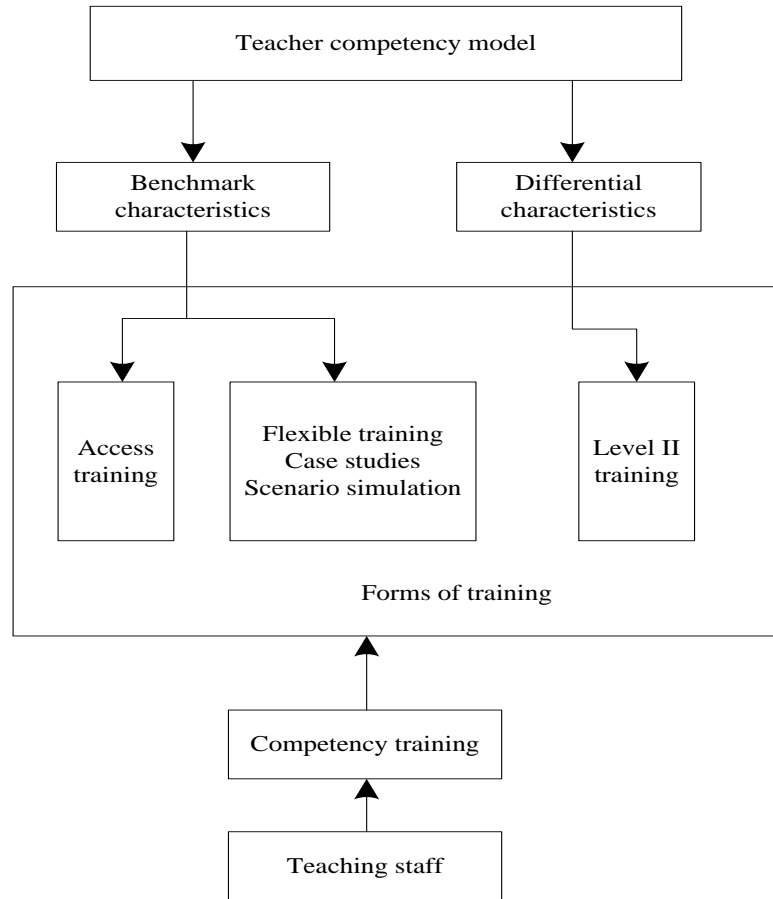 Teacher competency model
Benchmark
characteristics
Differential
characteristics
Access
training
Flexible training
Case studies
Scenario simulation
Level II
training
Forms of training
Competency training
Teaching staff